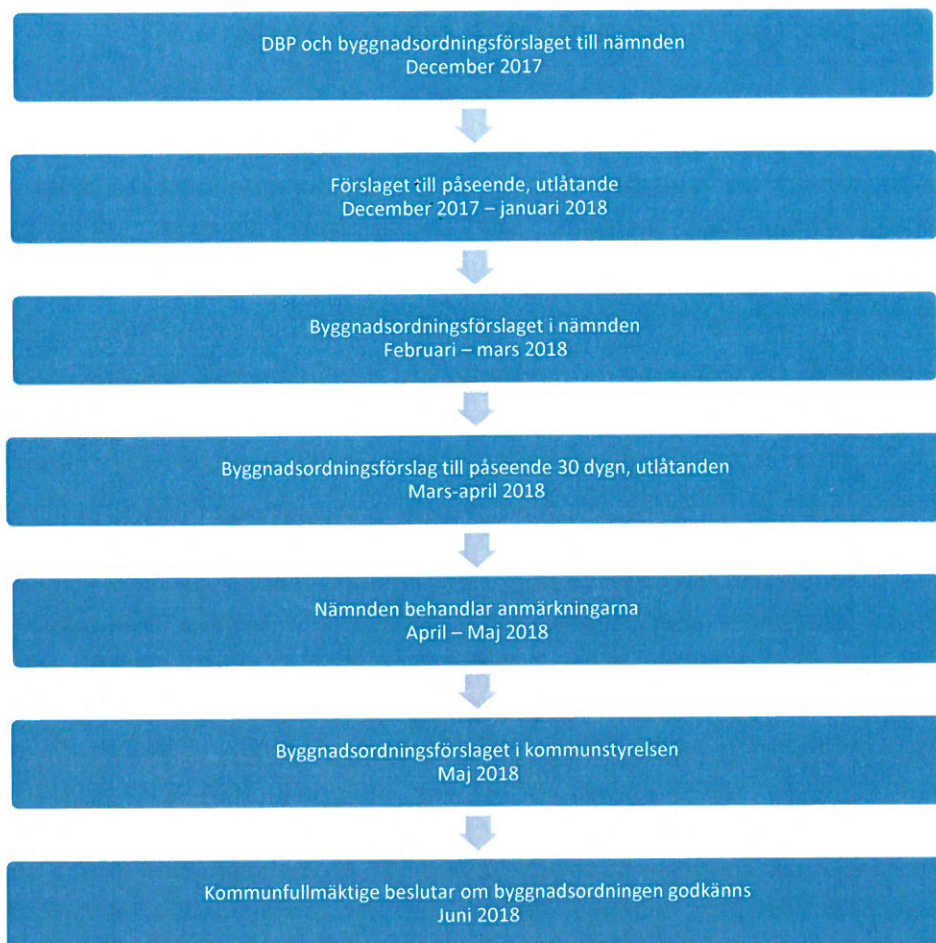 DBP och byggnadsordningsförslaget till nämnden
December 2017
Förslaget till påseende, utlåtande
December 2017 – januari 2018
Byggnadsordningsförslaget i nämnden
Februari – mars 2018
Byggnadsordningsförslag till påseende 30 dygn, utlåtanden
Mars-april 2018
Nämnden behandlar anmärkningarna
April – Maj 2018
Byggnadsordningsförslaget i kommunstyrelsen
Maj 2018
Kommunfullmäktige beslutar om byggnadsordningen godkänns
Juni 2018